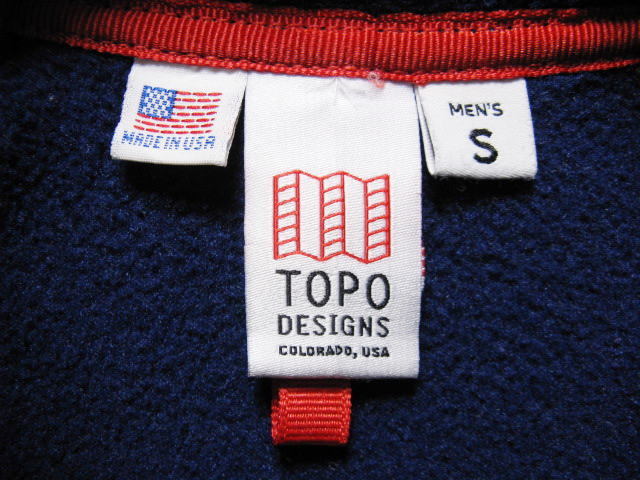 MADE IN USA
TOPO
DESIGNS
COLORADO, USA
MEN'S
S